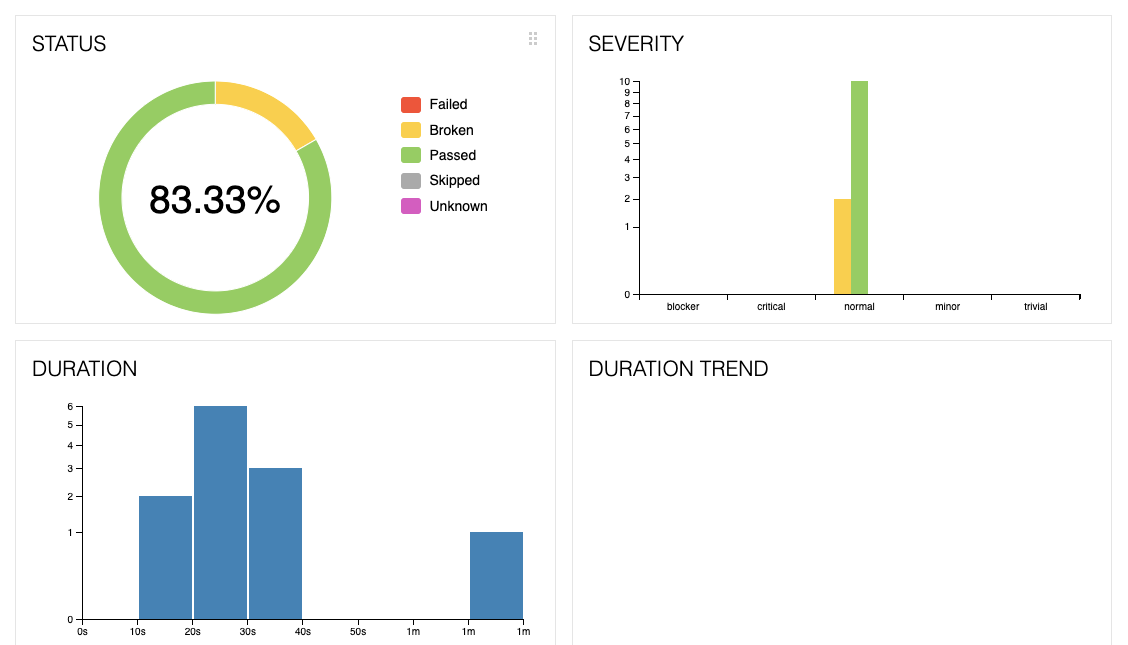 STATUS
83.33%
Failed
Broken
Passed
Skipped
Unknown
SEVERITY
10
9
8
7
6
5
4
3
2
1
0
blocker critical normal minor trivial
DURATION
6
5
4
3
2
1
0
0s 10s 20s 30s 40s 50s 1m 1m 1m
DURATION TREND